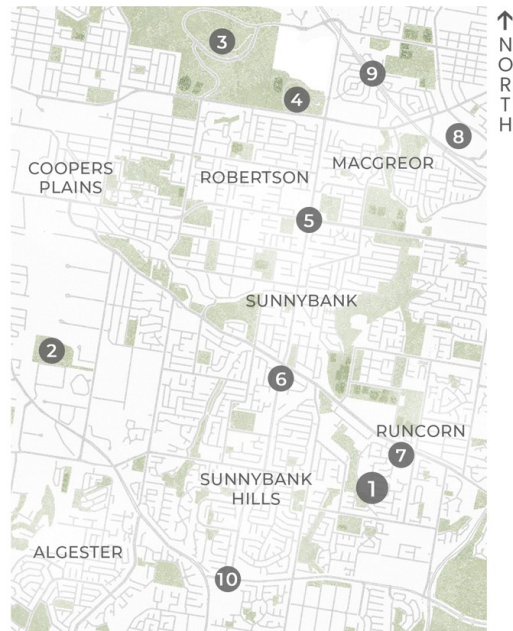 NORTH
3
9
4
8
MACGREOR
COOPERS
PLAINS
ROBERTSON
5
SUNNYBANK
2
6
RUNCORN
7
SUNNYBANK
HILLS
1
ALGESTER
10